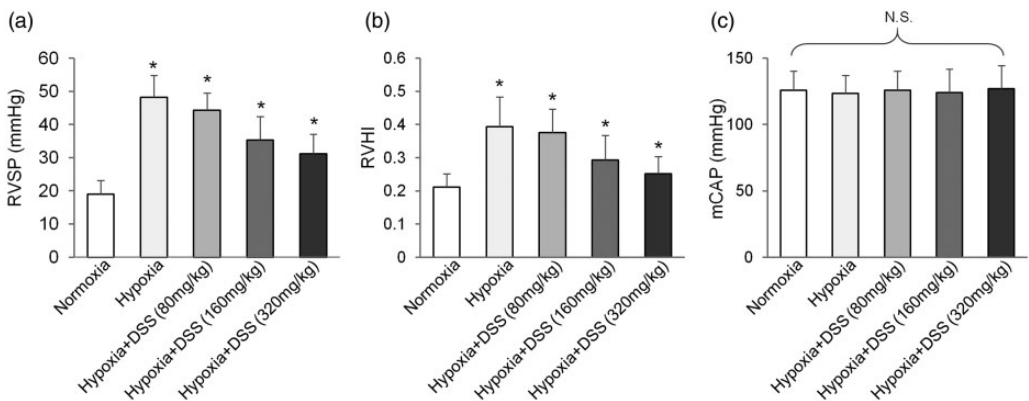 (a)
RVSP (mmHg)
60
50
40
30
20
10
0
*
*
*
*
Normoxia
Hypoxia
Hypoxia+DSS (80mg/kg)
Hypoxia+DSS (160mg/kg)
Hypoxia+DSS (320mg/kg)
(b)
RVHI
0.6
0.5
0.4
0.3
0.2
0.1
0
*
*
*
*
Normoxia
Hypoxia
Hypoxia+DSS (80mg/kg)
Hypoxia+DSS (160mg/kg)
Hypoxia+DSS (320mg/kg)
(c)
N.S.
mCAP (mmHg)
150
100
50
0
Normoxia
Hypoxia
Hypoxia+DSS (80mg/kg)
Hypoxia+DSS (160mg/kg)
Hypoxia+DSS (320mg/kg)